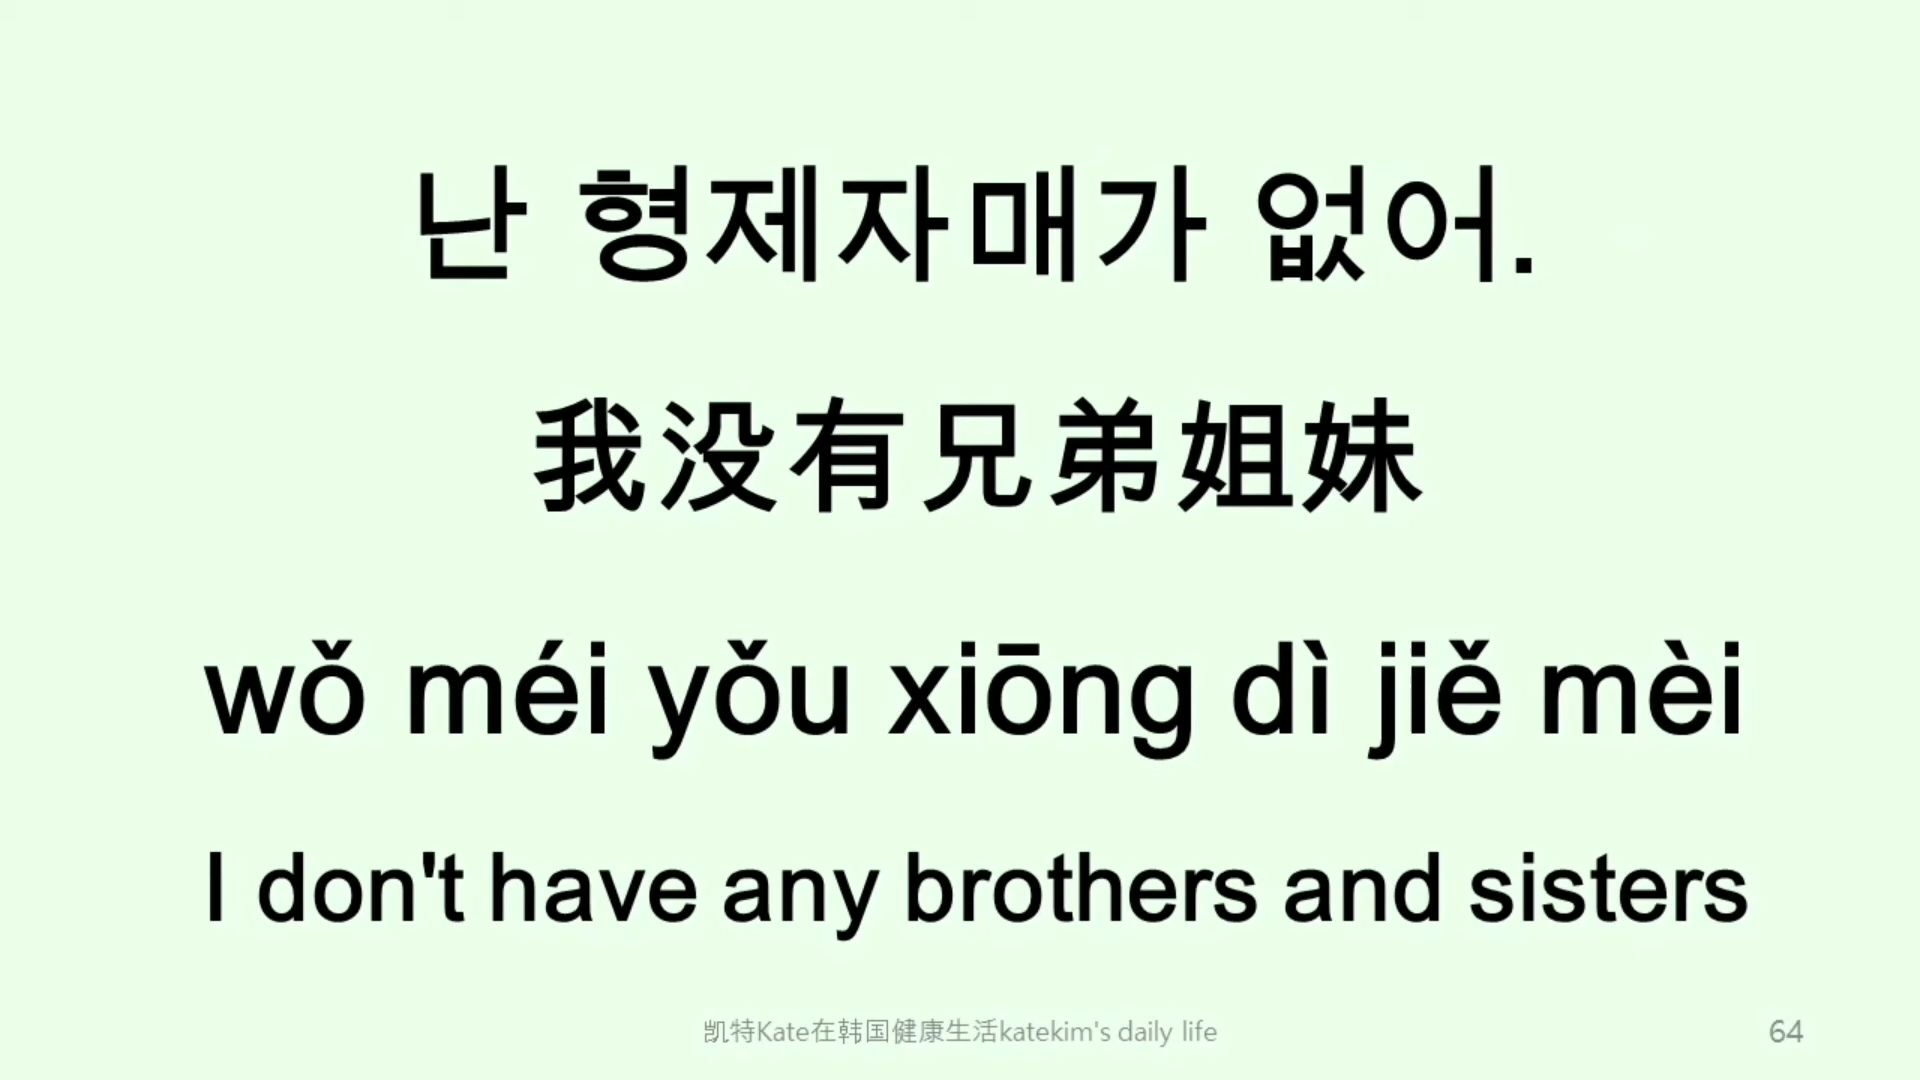 난 형제자매가 없어.
我没有兄弟姐妹
wǒ méi yǒu xiōng dì jiě mèi
I don't have any brothers and sisters
凯特Kate在韩国健康生活katekim's daily life
64